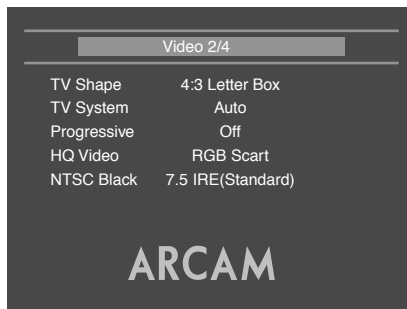 Video 2/4
TV Shape 4:3 Letter Box
TV System Auto
Progressive Off
HQ Video RGB Scart
NTSC Black 7.5 IRE(Standard)
ARCAM